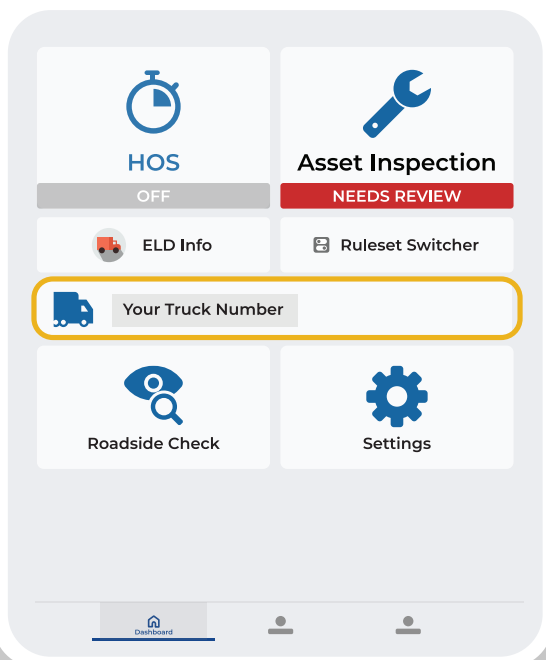 HOS
Asset Inspection
OFF
NEEDS REVIEW
ELD Info
Ruleset Switcher
Your Truck Number
Roadside Check
Settings
Dashboard